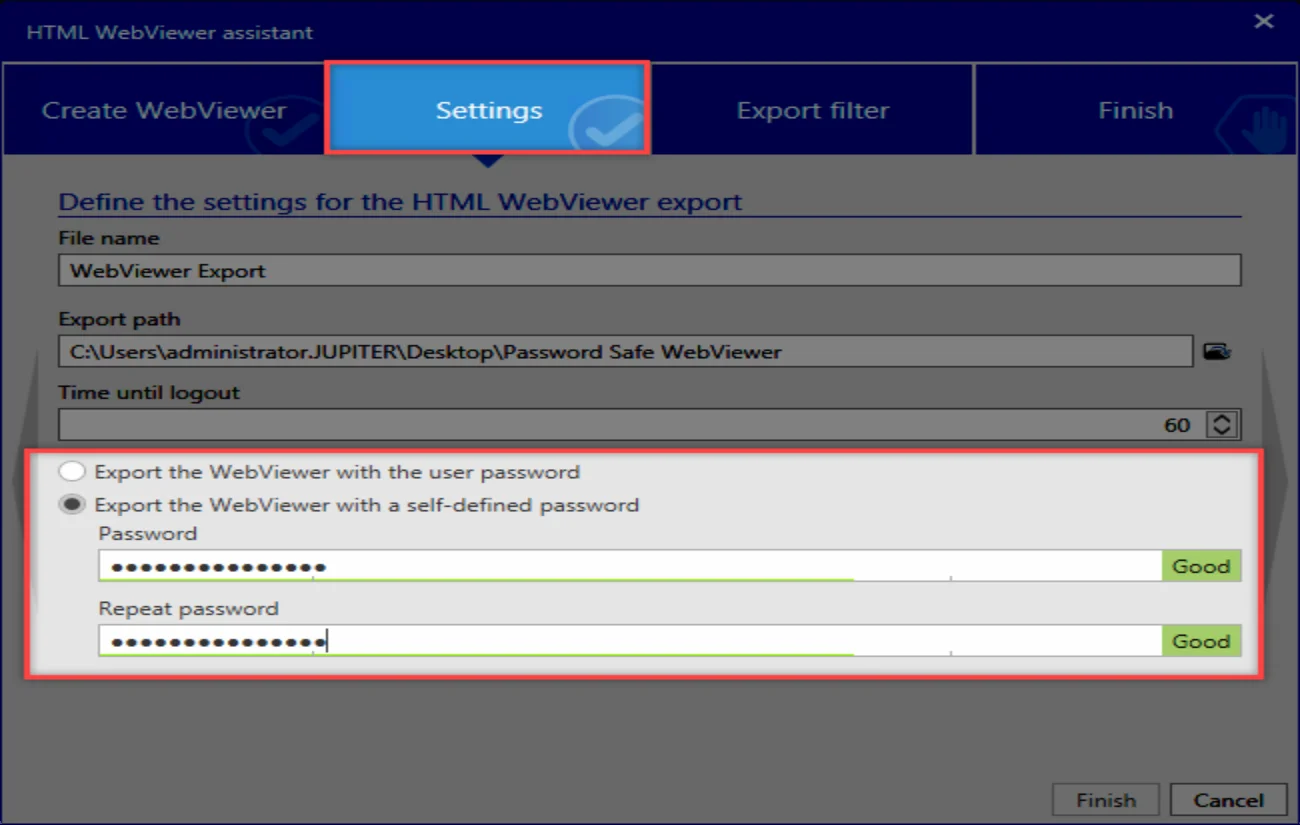 HTML WebViewer assistant
Create WebViewer
Settings
Export filter
Finish
Define the settings for the HTML WebViewer export
File name
WebViewer Export
Export path
C:\Users\administrator.JUPITER\Desktop\Password Safe WebViewer
Time until logout
60
Export the WebViewer with the user password
Export the WebViewer with a self-defined password
Password
●●●●●●●●●●●●●●● Good
Repeat password
●●●●●●●●●●●●●●● Good
Finish Cancel